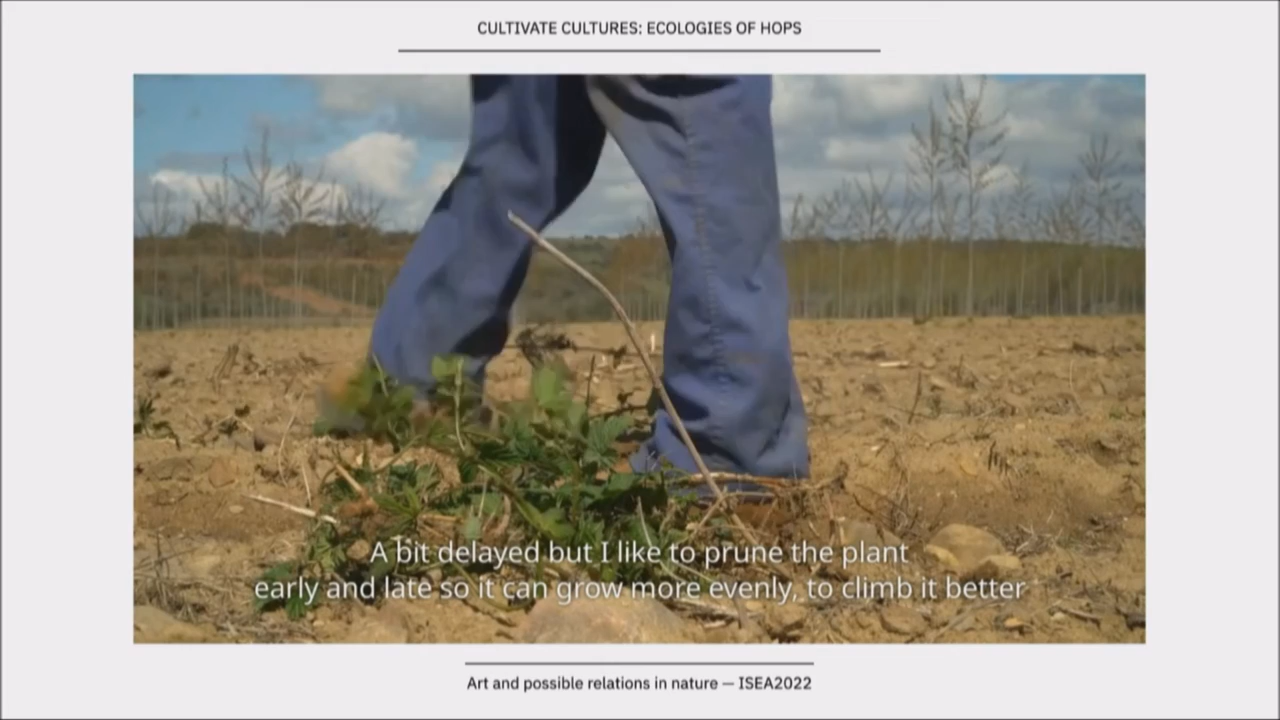 CULTIVATE CULTURES: ECOLOGIES OF HOPS
A bit delayed but I like to prune the plant
early and late so it can grow more evenly, to climb it better
Art and possible relations in nature — ISEA2022